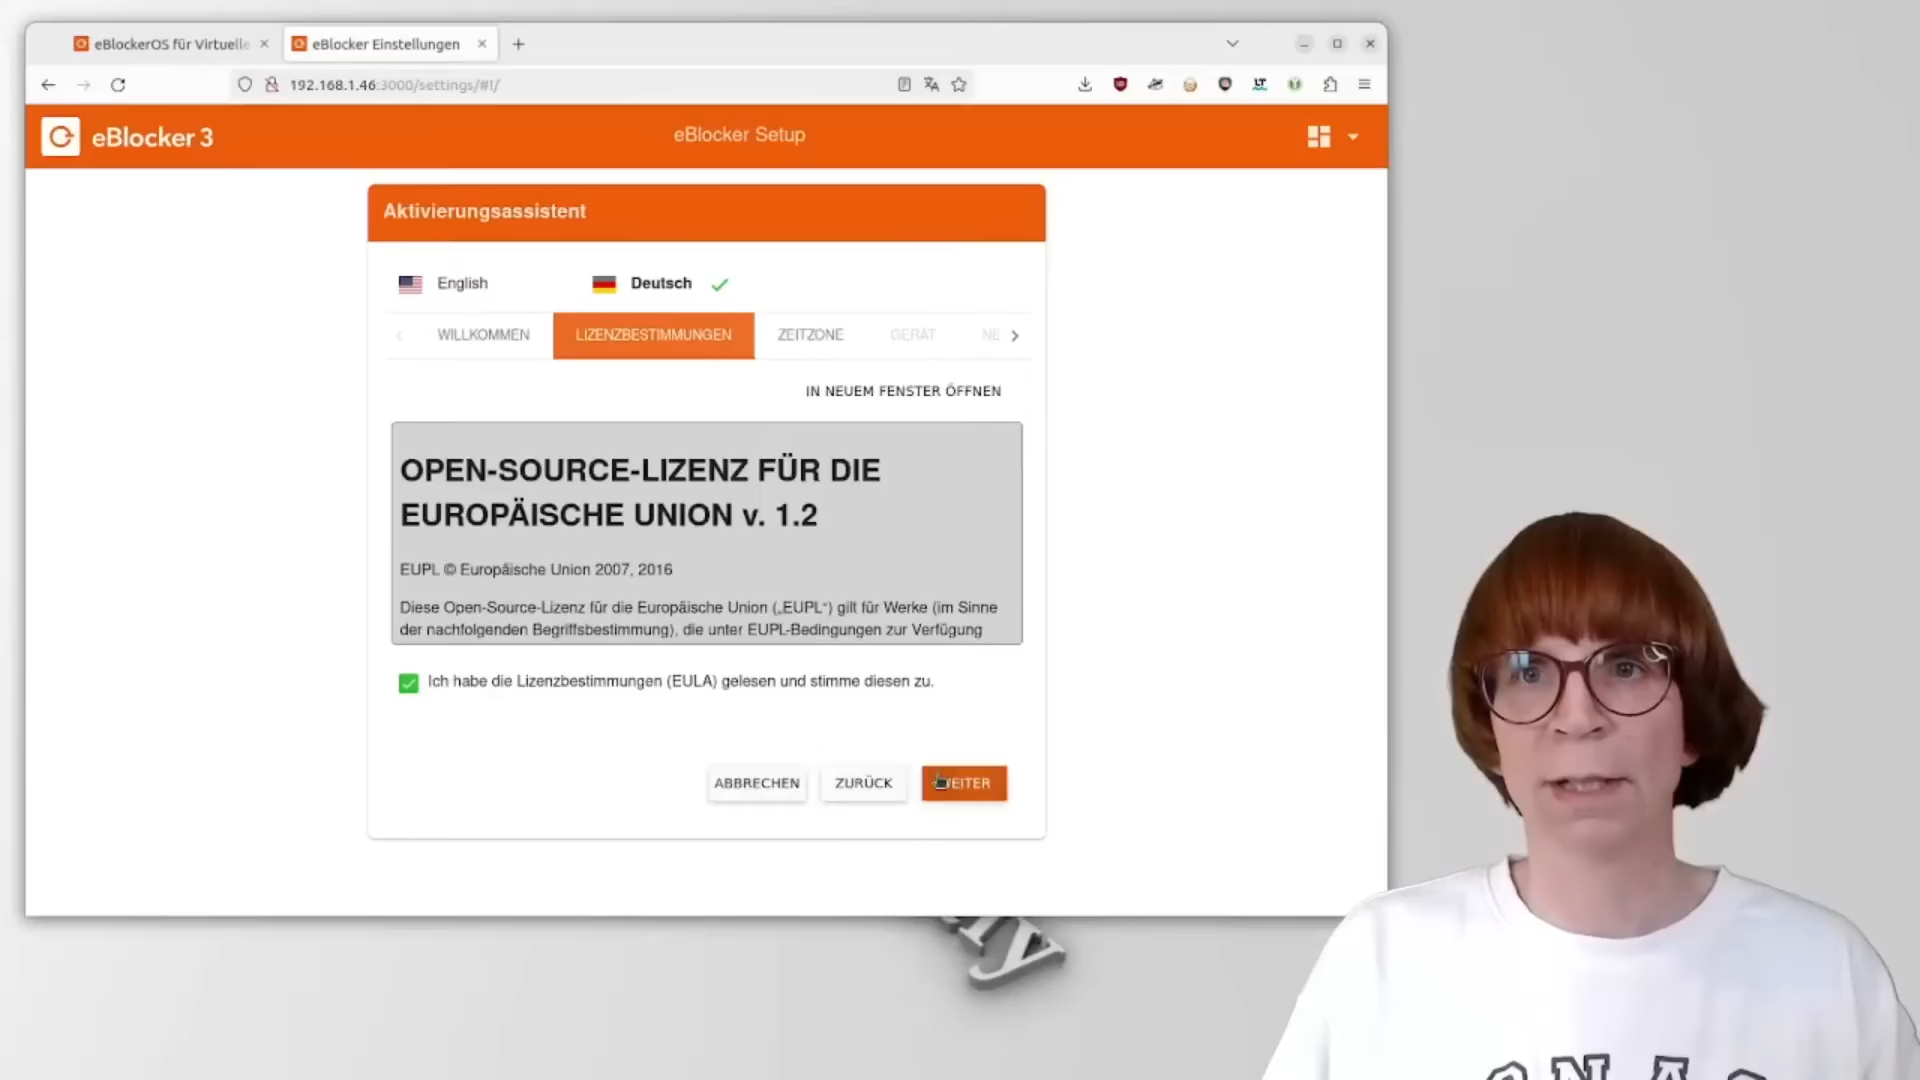 eBlockerOS für Virtuelle
eBlocker Einstellungen
192.168.1.46:3000/settings/#!/
eBlocker 3
eBlocker Setup
Aktivierungsassistent
English
Deutsch
WILLKOMMEN
LIZENZBESTIMMUNGEN
ZEITZONE
GERÄT
NE
IN NEUEM FENSTER ÖFFNEN
OPEN-SOURCE-LIZENZ FÜR DIE
EUROPÄISCHE UNION v. 1.2
EUPL © Europäische Union 2007, 2016
Diese Open-Source-Lizenz für die Europäische Union („EUPL“) gilt für Werke (im Sinne
der nachfolgenden Begriffsbestimmung), die unter EUPL-Bedingungen zur Verfügung
Ich habe die Lizenzbestimmungen (EULA) gelesen und stimme diesen zu.
ABBRECHEN
ZURÜCK
WEITER